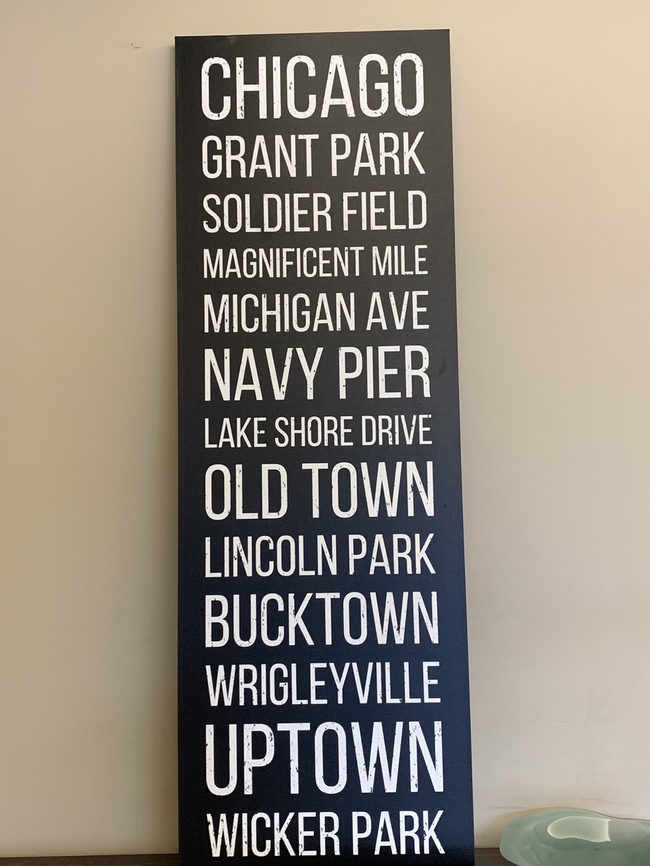 CHICAGO
GRANT PARK
SOLDIER FIELD
MAGNIFICENT MILE
MICHIGAN AVE
NAVY PIER
LAKE SHORE DRIVE
OLD TOWN
LINCOLN PARK
BUCKTOWN
WRIGLEYVILLE
UPTOWN
WICKER PARK